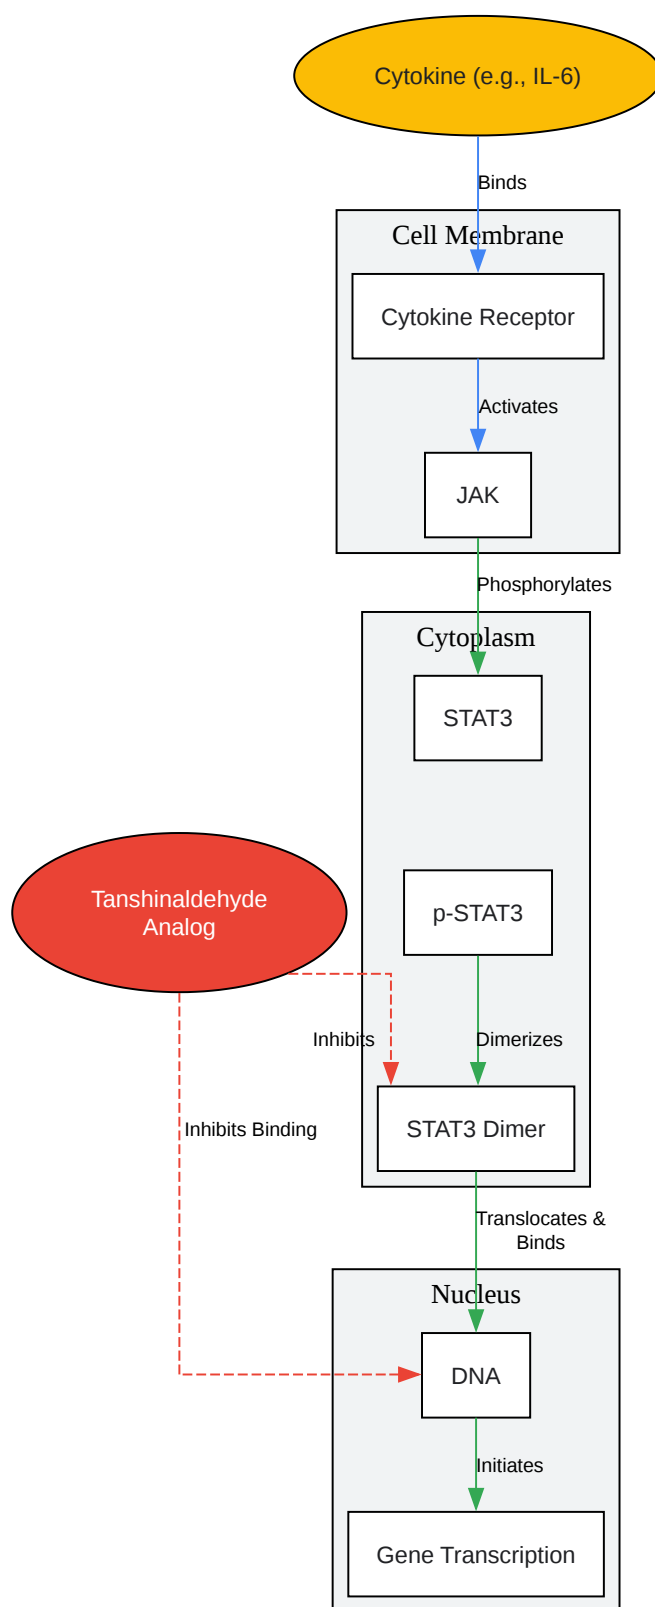 Cytokine (e.g., IL-6)
Binds
Cell Membrane
Cytokine Receptor
Activates
JAK
Phosphorylates
Cytoplasm
STAT3
Tanshinaldehyde
Analog
p-STAT3
Inhibits
Dimerizes
STAT3 Dimer
Inhibits Binding
Translocates &
Binds
Nucleus
DNA
Initiates
Gene Transcription